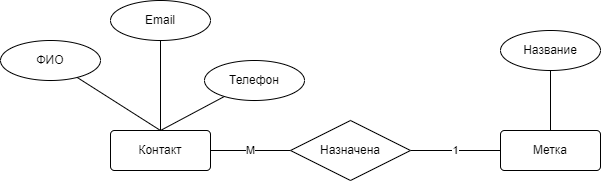 Email
ФИО
Название
Телефон
Контакт
M
Назначена
1
Метка